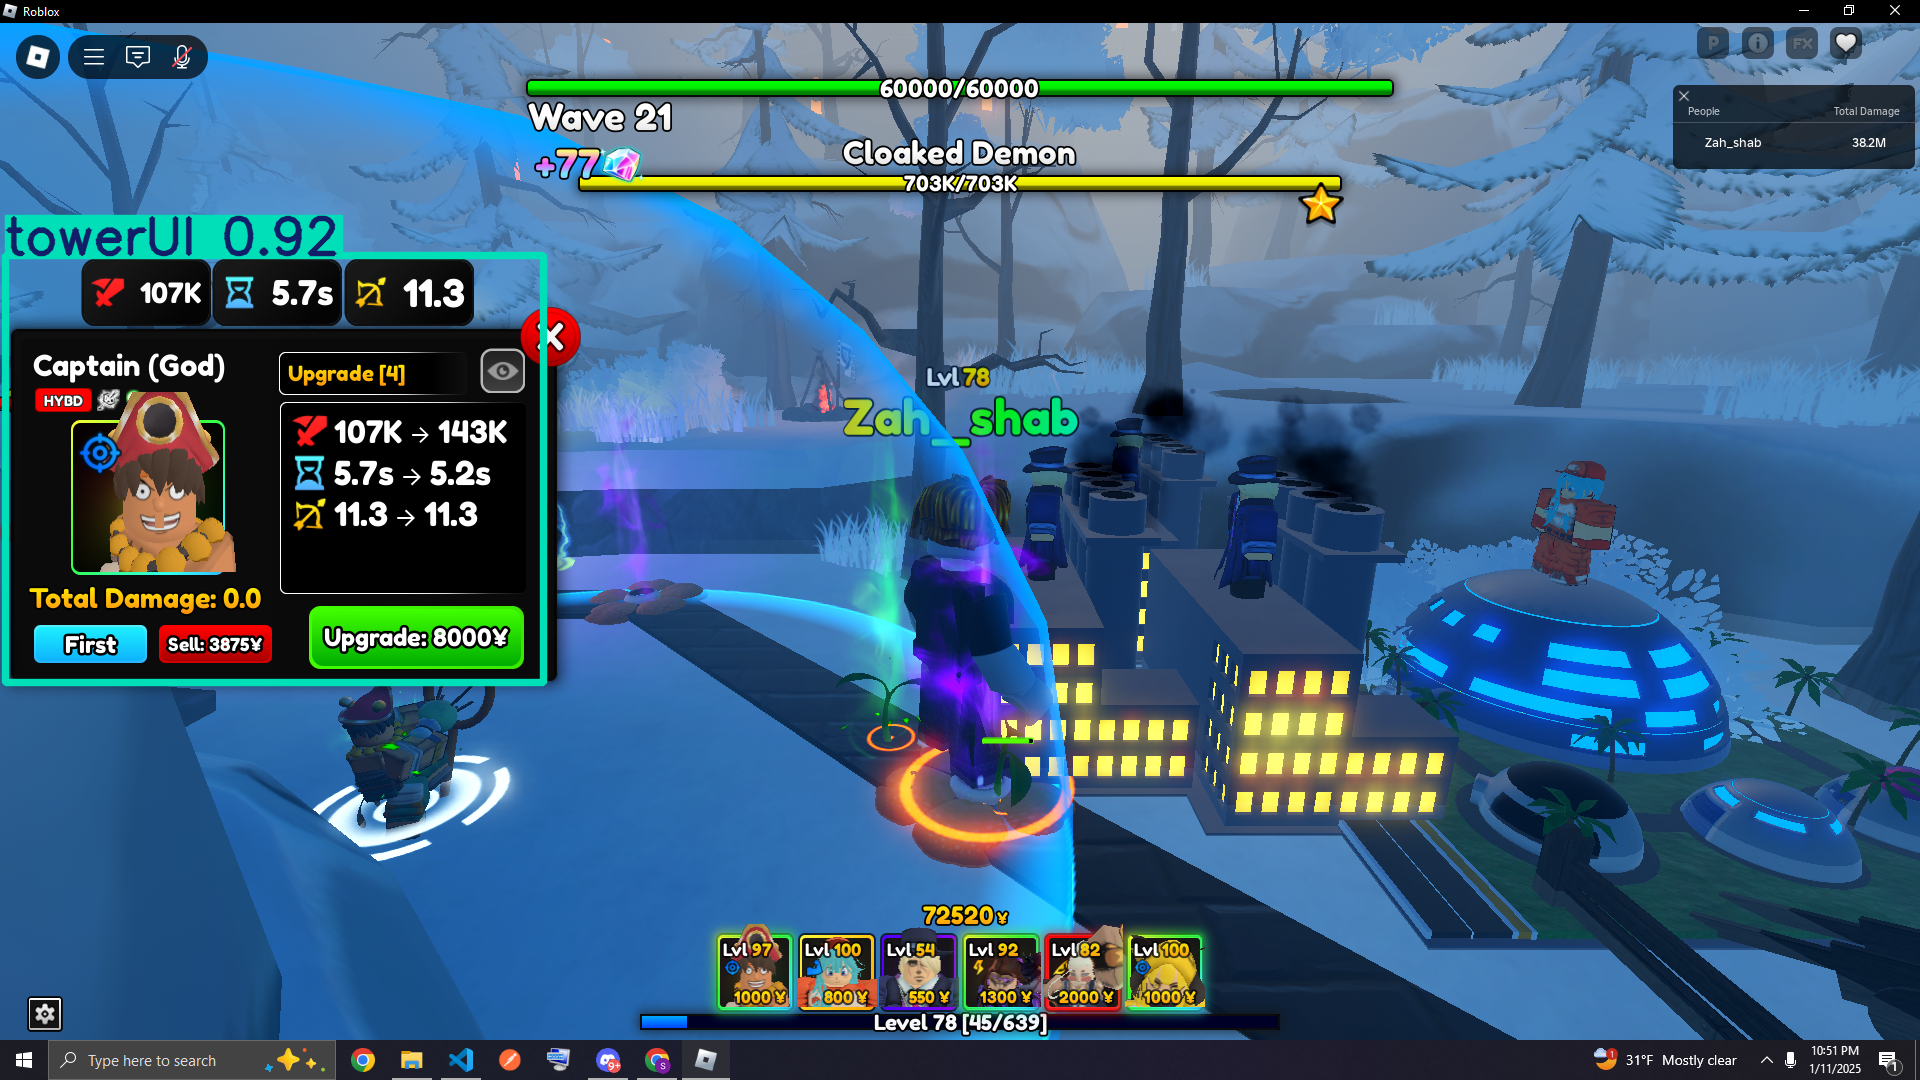 Roblox
60000/60000
Wave 21
+77
Cloaked Demon
703K/703K
P
FX
People Total Damage
Zah_shab 38.2M
towerUI 0.92
107K 5.7s 11.3
Captain (God)
HYBD
Upgrade [4]
107K → 143K
5.7s → 5.2s
11.3 → 11.3
Total Damage: 0.0
First
Sell: 3875¥
Upgrade: 8000¥
Lvl 78
Zah_shab
72520¥
Lvl 97 Lvl 100 Lvl 54 Lvl 92 Lvl 82 Lvl 100
1000 ¥ 800 ¥ 550 ¥ 1300 ¥ 2000 ¥ 1000 ¥
Level 78 [45/639]
Type here to search
9+
S
1
31°F Mostly clear
10:51 PM
1/11/2025
1